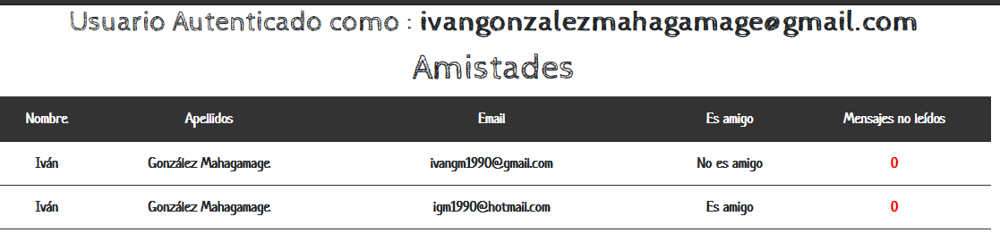 Usuario Autenticado como : ivangonzalezmahagamage@gmail.com
Amistades
Nombre Apellidos Email Es amigo Mensajes no leídos
Iván González Mahagamage ivangm1990@gmail.com No es amigo 0
Iván González Mahagamage igm1990@hotmail.com Es amigo 0